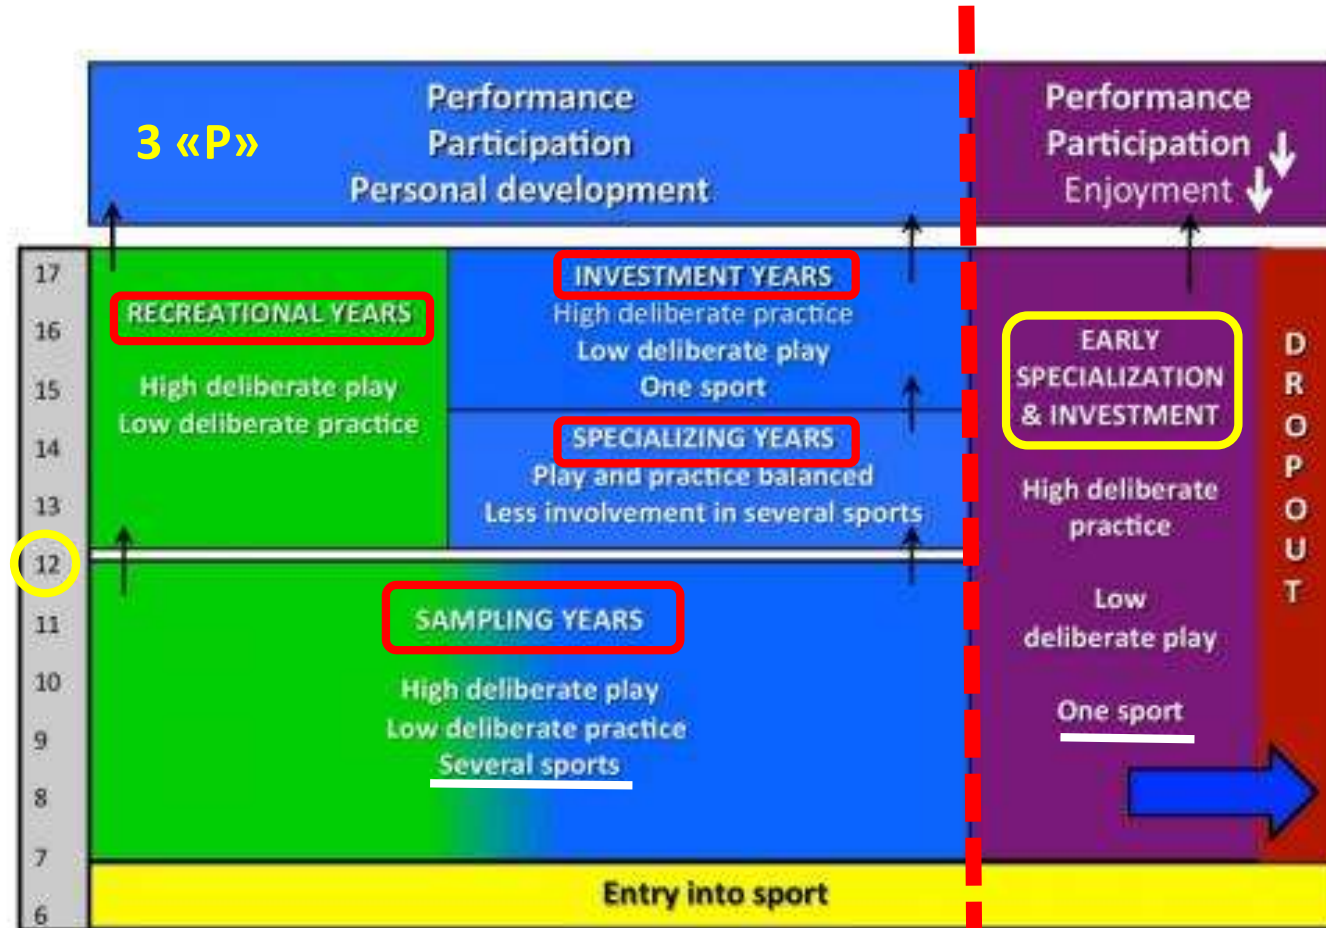 3 «P»
Performance
Participation
Personal development
Performance
Participation
Enjoyment
17
16
15
14
13
12
11
10
9
8
7
6
RECREATIONAL YEARS
High deliberate play
Low deliberate practice
INVESTMENT YEARS
High deliberate practice
Low deliberate play
One sport
SPECIALIZING YEARS
Play and practice balanced
Less involvement in several sports
SAMPLING YEARS
High deliberate play
Low deliberate practice
Several sports
EARLY
SPECIALIZATION
& INVESTMENT
High deliberate
practice
Low
deliberate play
One sport
DROPOUT
Entry into sport